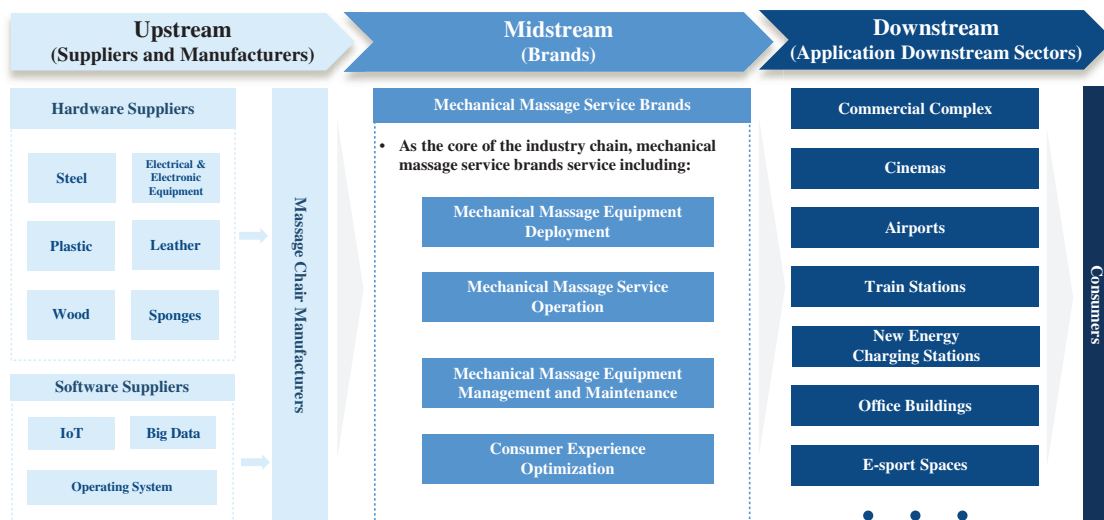 Upstream
(Suppliers and Manufacturers)
Midstream
(Brands)
Downstream
(Application Downstream Sectors)
Hardware Suppliers
Steel
Electrical &
Electronic
Equipment
Plastic
Leather
Wood
Sponges
Software Suppliers
IoT
Big Data
Operating System
Massage Chair Manufacturers
Mechanical Massage Service Brands
• As the core of the industry chain, mechanical
massage service brands service including:
Mechanical Massage Equipment
Deployment
Mechanical Massage Service
Operation
Mechanical Massage Equipment
Management and Maintenance
Consumer Experience
Optimization
Commercial Complex
Cinemas
Airports
Train Stations
New Energy
Charging Stations
Office Buildings
E-sport Spaces
• • •
Consumers